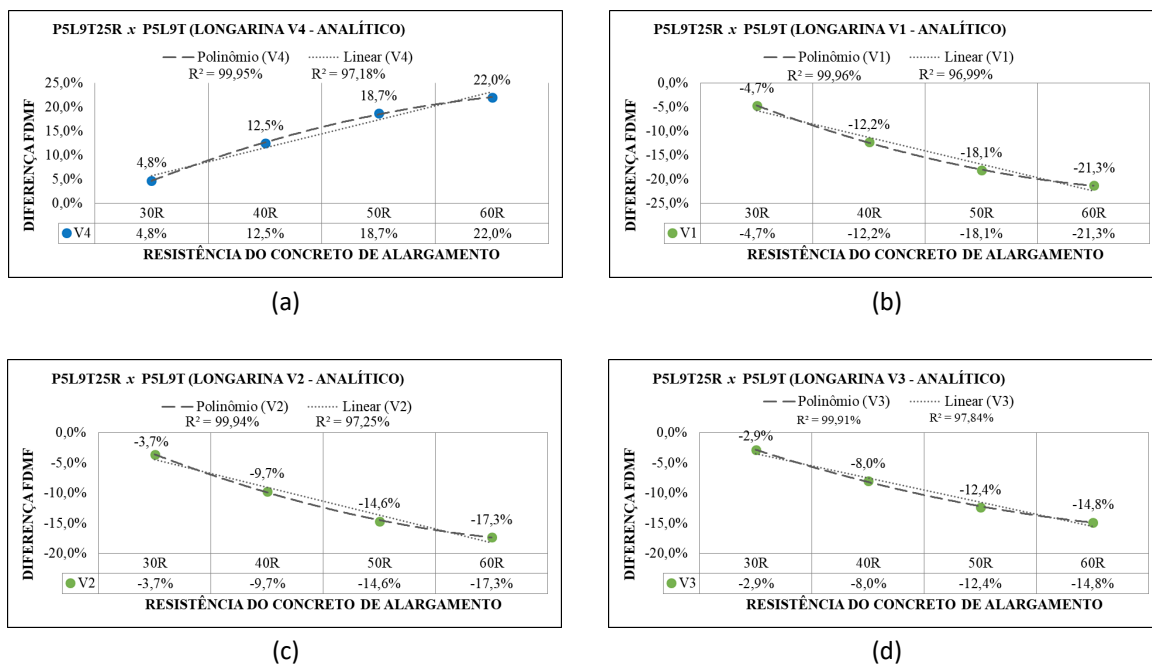 P5L9T25R x P5L9T (LONGARINA V4 - ANALÍTICO)
Polinômio (V4) Linear (V4)
R² = 99,95% R² = 97,18%
25,0%
20,0%
15,0%
10,0%
5,0%
0,0%
DIFERENÇA FDMF
4,8%
12,5%
18,7%
22,0%
30R 40R 50R 60R
V4 4,8% 12,5% 18,7% 22,0%
RESISTÊNCIA DO CONCRETO DE ALARGAMENTO
(a)
P5L9T25R x P5L9T (LONGARINA V1 - ANALÍTICO)
Polinômio (V1) Linear (V1)
R² = 99,96% R² = 96,99%
0,0%
-5,0%
-10,0%
-15,0%
-20,0%
-25,0%
DIFERENÇA FDMF
-4,7%
-12,2%
-18,1%
-21,3%
30R 40R 50R 60R
V1 -4,7% -12,2% -18,1% -21,3%
RESISTÊNCIA DO CONCRETO DE ALARGAMENTO
(b)
P5L9T25R x P5L9T (LONGARINA V2 - ANALÍTICO)
Polinômio (V2) Linear (V2)
R² = 99,94% R² = 97,25%
0,0%
-5,0%
-10,0%
-15,0%
-20,0%
DIFERENÇA FDMF
-3,7%
-9,7%
-14,6%
-17,3%
30R 40R 50R 60R
V2 -3,7% -9,7% -14,6% -17,3%
RESISTÊNCIA DO CONCRETO DE ALARGAMENTO
(c)
P5L9T25R x P5L9T (LONGARINA V3 - ANALÍTICO)
Polinômio (V3) Linear (V3)
R² = 99,91% R² = 97,84%
0,0%
-5,0%
-10,0%
-15,0%
-20,0%
DIFERENÇA FDMF
-2,9%
-8,0%
-12,4%
-14,8%
30R 40R 50R 60R
V3 -2,9% -8,0% -12,4% -14,8%
RESISTÊNCIA DO CONCRETO DE ALARGAMENTO
(d)